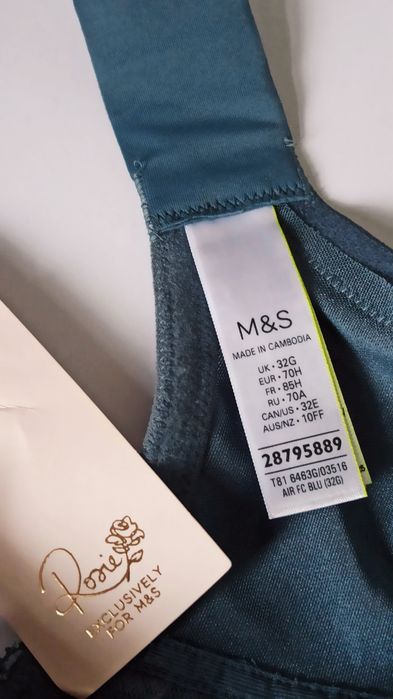 M&S
MADE IN CAMBODIA
UK • 32G
EUR • 70H
FR • 85H
RU • 70A
CAN/US • 32E
AUS/NZ • 10FF
28795889
T81 6463G/03516
AIR FC BLU (32G)
Rosie
EXCLUSIVELY
FOR M&S